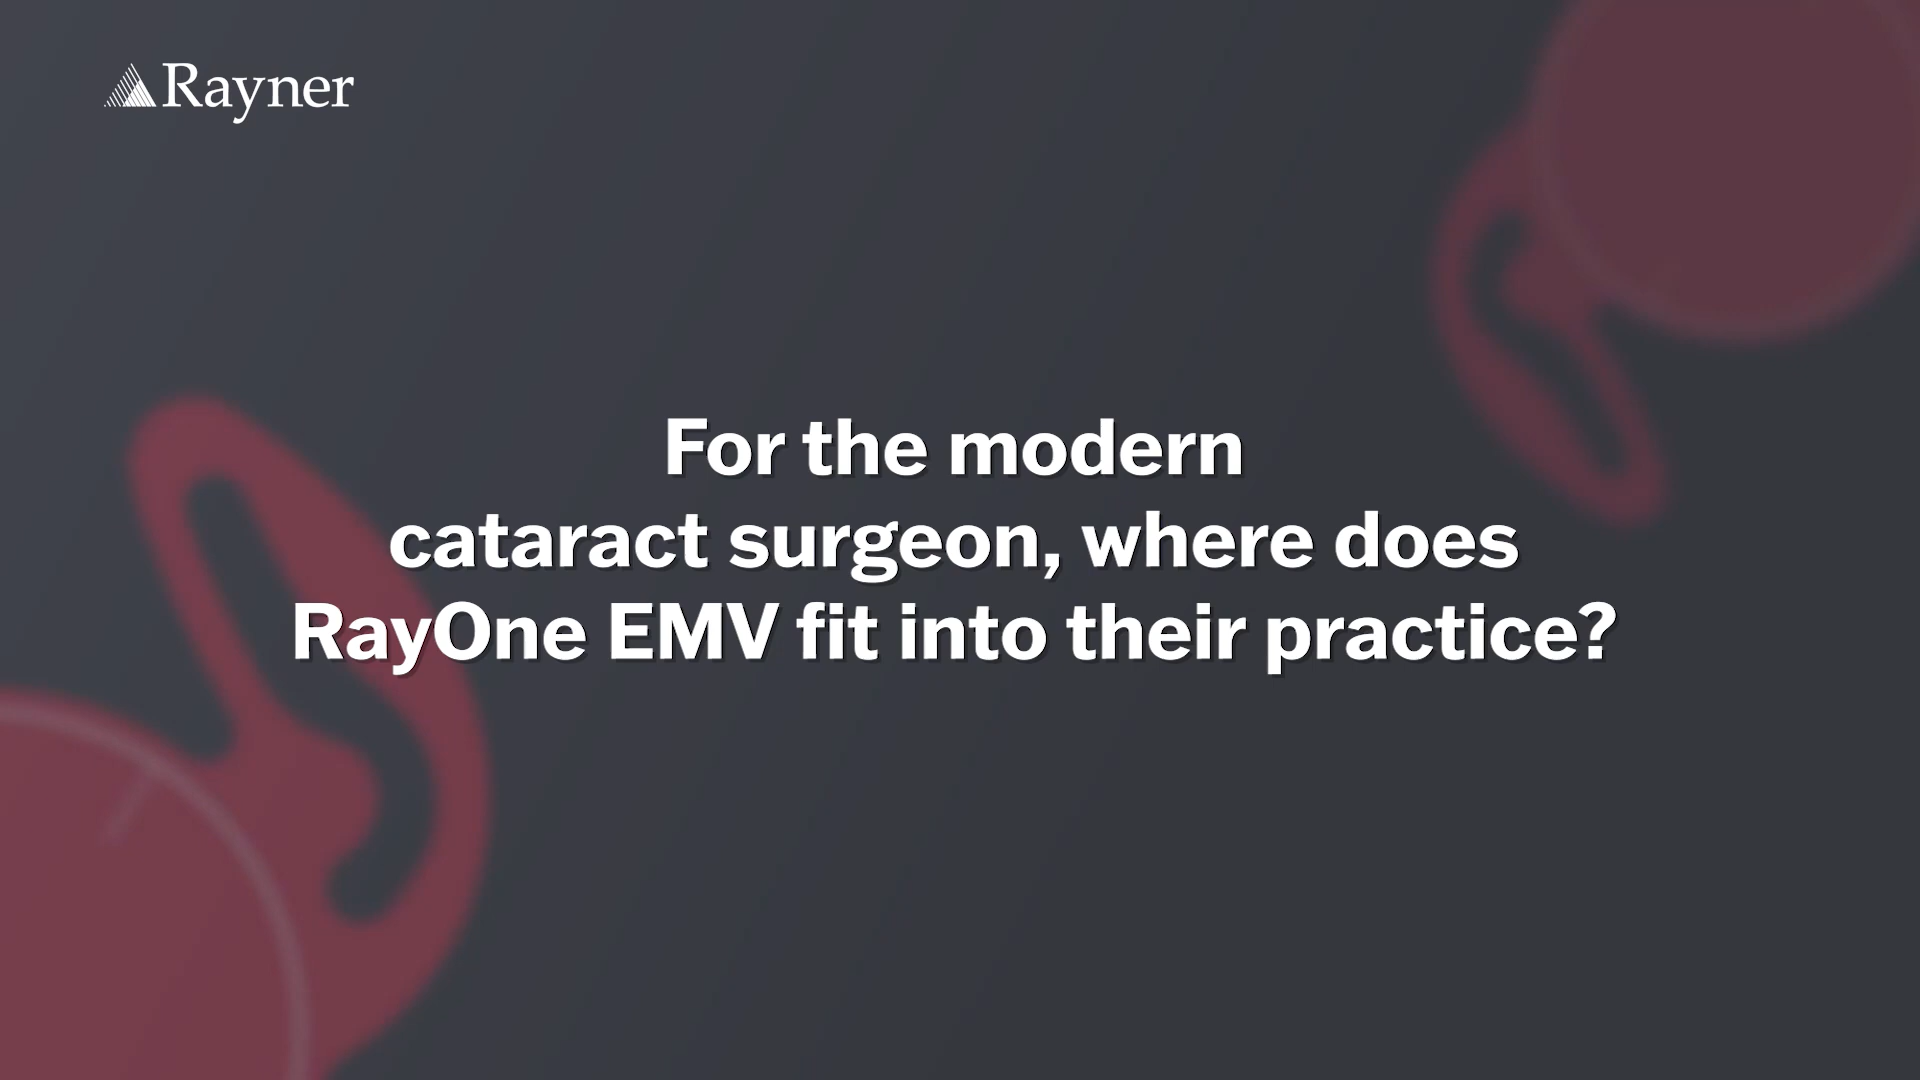 Rayner
For the modern
cataract surgeon, where does
RayOne EMV fit into their practice?